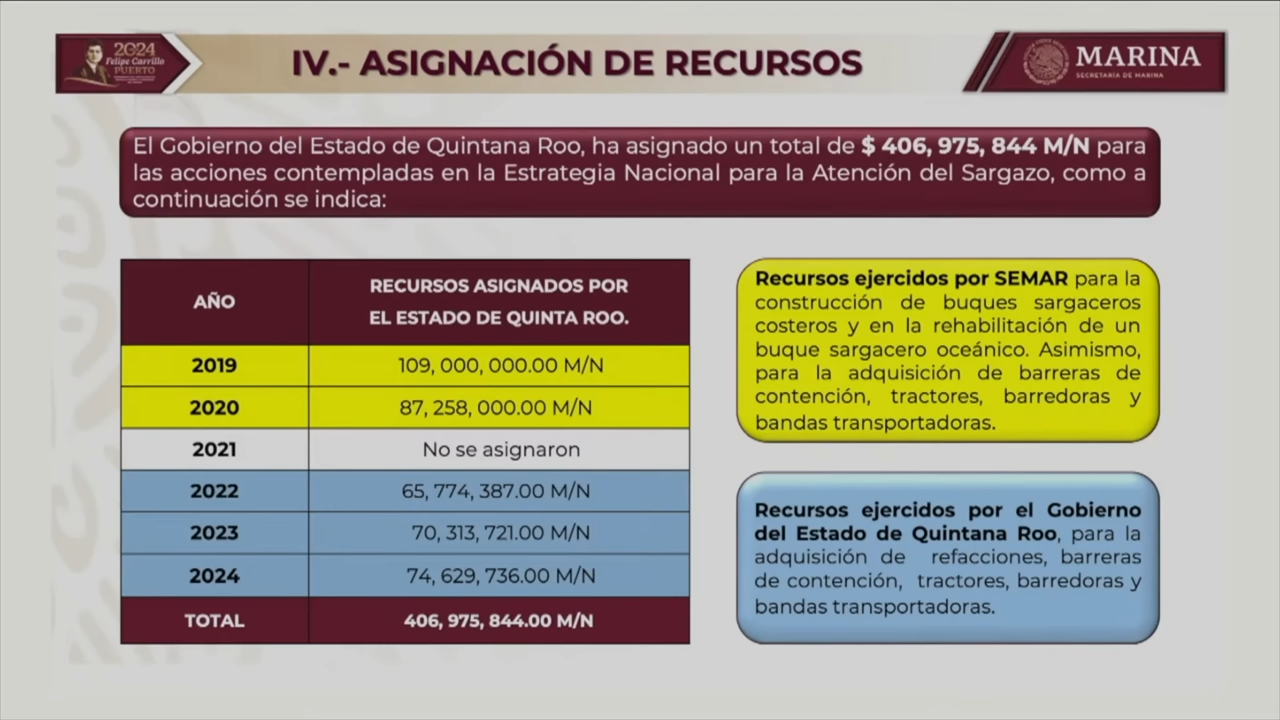 2024
Felipe Carrillo
PUERTO
IV.- ASIGNACIÓN DE RECURSOS
MARINA
SECRETARÍA DE MARINA
El Gobierno del Estado de Quintana Roo, ha asignado un total de $ 406, 975, 844 M/N para
las acciones contempladas en la Estrategia Nacional para la Atención del Sargazo, como a
continuación se indica:
AÑO
RECURSOS ASIGNADOS POR
EL ESTADO DE QUINTA ROO.
2019 109, 000, 000.00 M/N
2020 87, 258, 000.00 M/N
2021 No se asignaron
2022 65, 774, 387.00 M/N
2023 70, 313, 721.00 M/N
2024 74, 629, 736.00 M/N
TOTAL 406, 975, 844.00 M/N
Recursos ejercidos por SEMAR para la
construcción de buques sargaceros
costeros y en la rehabilitación de un
buque sargacero oceánico. Asimismo,
para la adquisición de barreras de
contención, tractores, barredoras y
bandas transportadoras.
Recursos ejercidos por el Gobierno
del Estado de Quintana Roo, para la
adquisición de refacciones, barreras
de contención, tractores, barredoras y
bandas transportadoras.